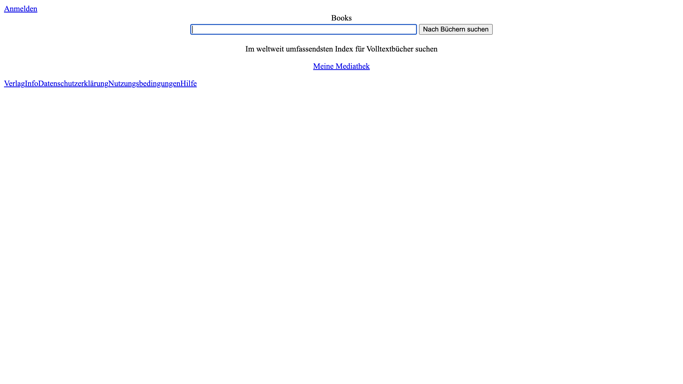 Anmelden
Books
Nach Büchern suchen
Im weltweit umfassendsten Index für Volltextbücher suchen
Meine Mediathek
VerlagInfoDatenschutzerklärungNutzungsbedingungenHilfe